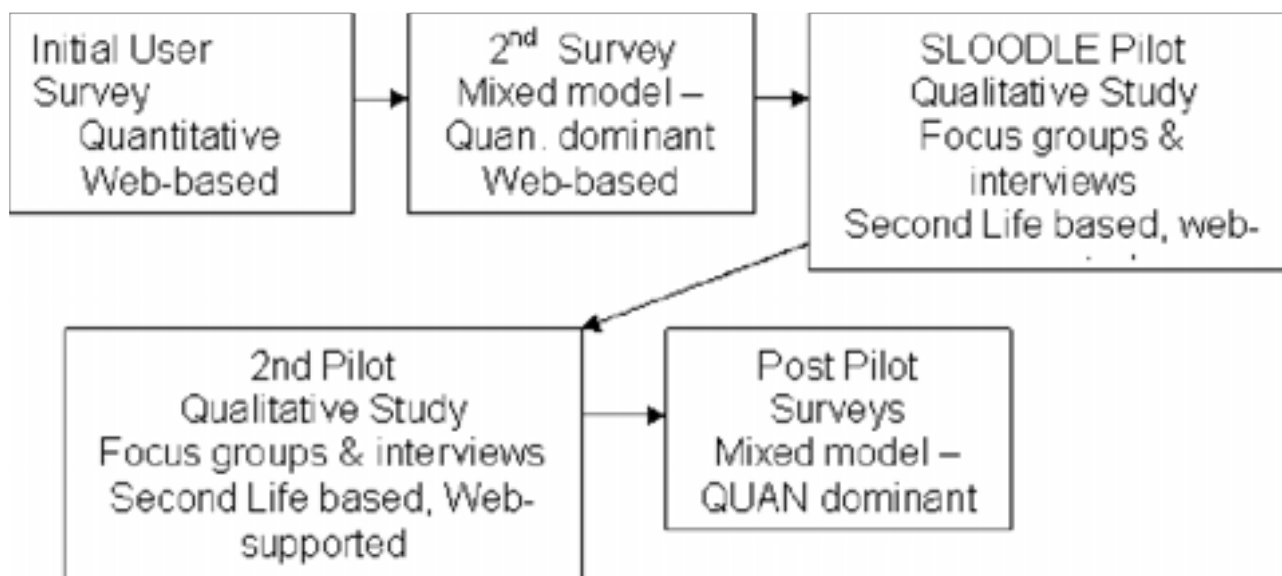 Initial User
Survey
Quantitative
Web-based
2nd Survey
Mixed model –
Quan. dominant
Web-based
SLOODLE Pilot
Qualitative Study
Focus groups &
interviews
Second Life based, web-
2nd Pilot
Qualitative Study
Focus groups & interviews
Second Life based, Web-
supported
Post Pilot
Surveys
Mixed model –
QUAN dominant